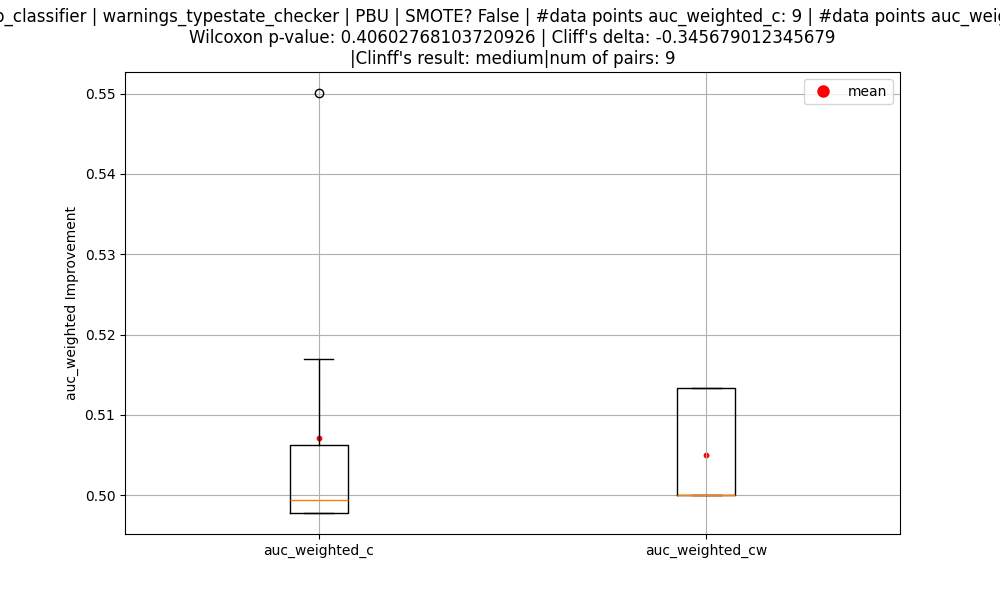 _classifier | warnings_typestate_checker | PBU | SMOTE? False | #data points auc_weighted_c: 9 | #data points
Wilcoxon p-value: 0.40602768103720926 | Cliff's delta: -0.345679012345679
|Clinff's result: medium|num of pairs: 9
mean
0.55
0.54
0.53
0.52
0.51
0.50
auc_weighted Improvement
auc_weighted_c
auc_weighted_cw